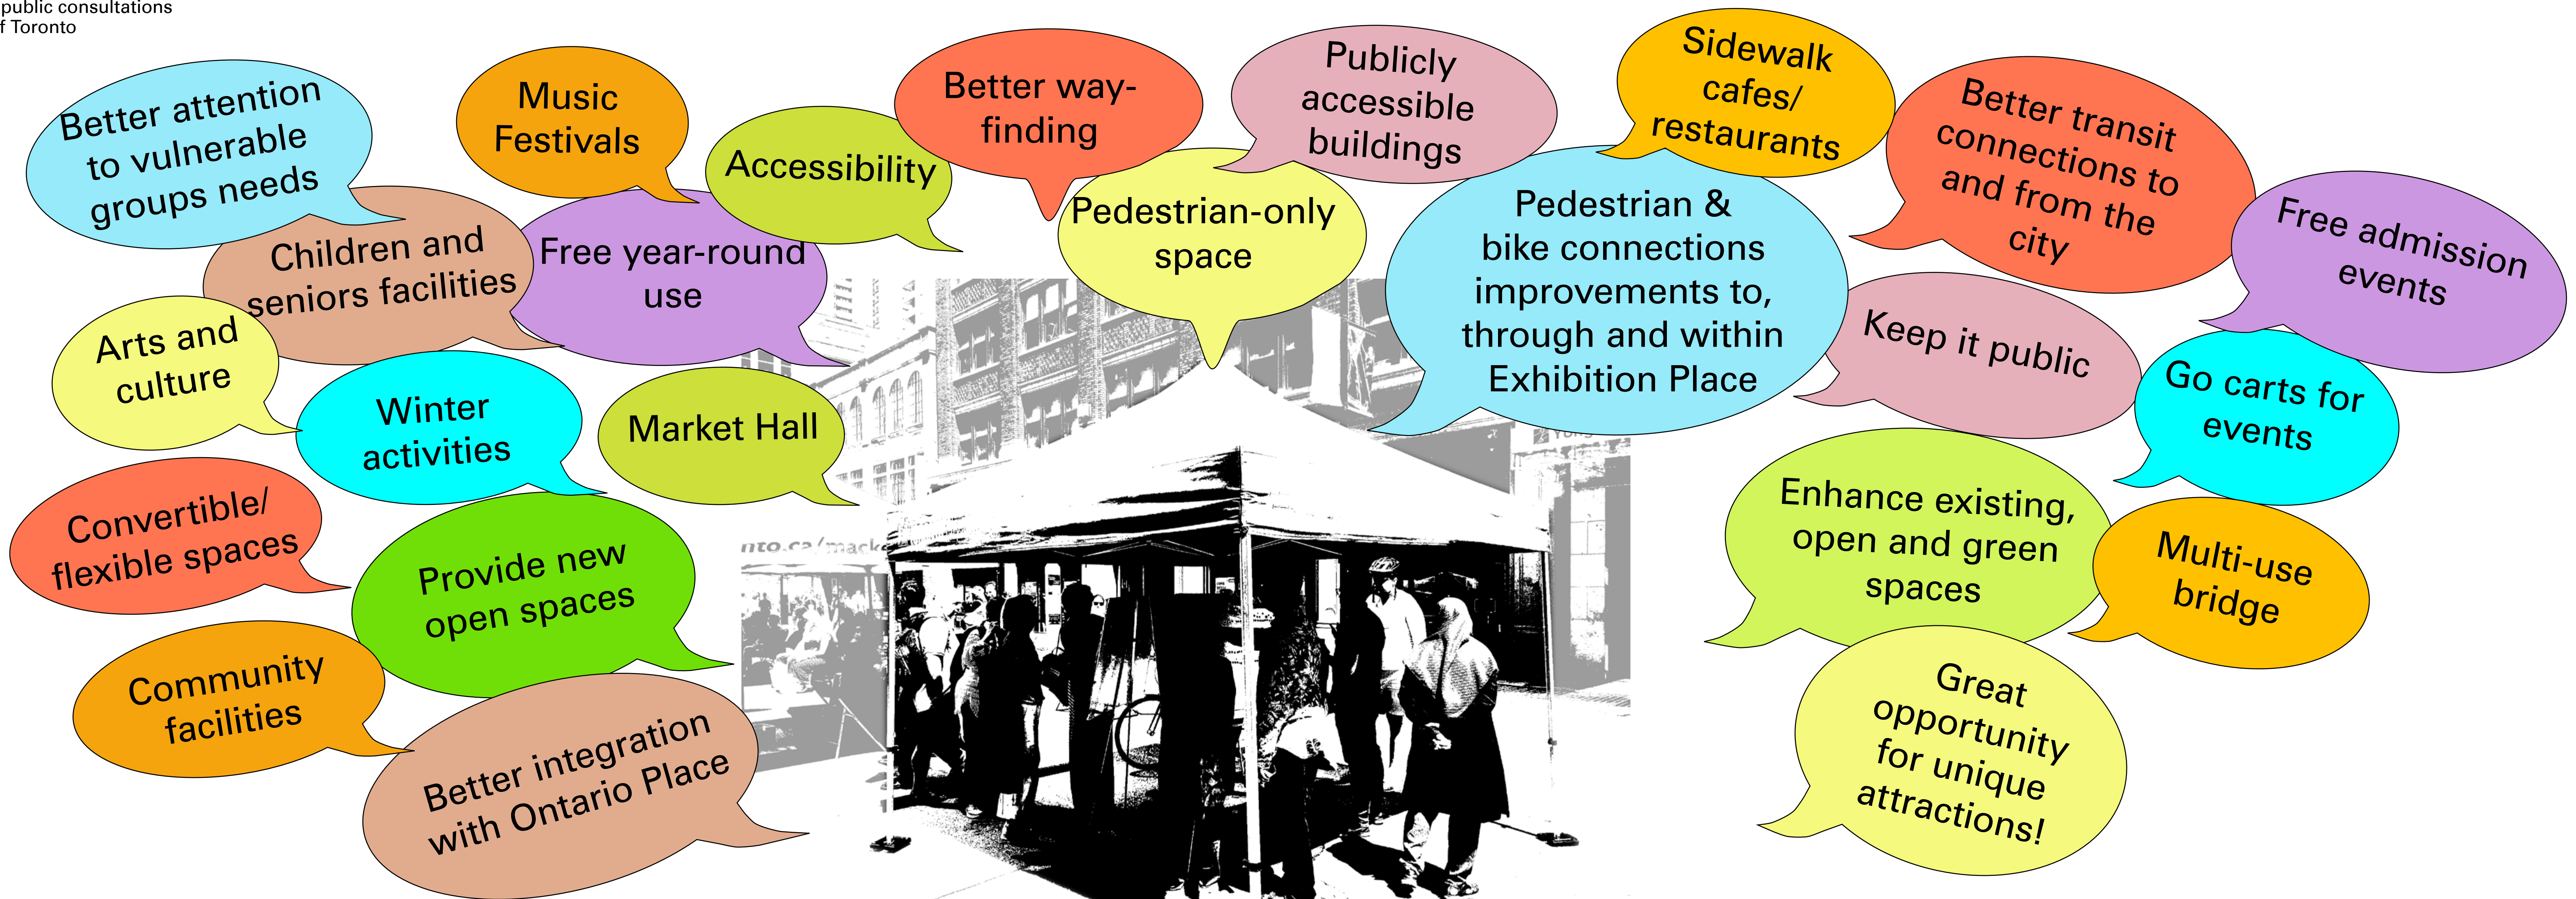 public consultations
f Toronto
Better attention
to vulnerable
groups needs
Music
Festivals
Accessibility
Better way-
finding
Publicly
accessible
buildings
Sidewalk
cafes/
restaurants
Better transit
connections to
and from the
city
Free admission
events
Children and
seniors facilities
Free year-round
use
Pedestrian-only
space
Pedestrian &
bike connections
improvements to,
through and within
Exhibition Place
Keep it public
Go carts for
events
Arts and
culture
Winter
activities
Market Hall
Convertible/
flexible spaces
Provide new
open spaces
Enhance existing,
open and green
spaces
Multi-use
bridge
Community
facilities
Better integration
with Ontario Place
Great
opportunity
for unique
attractions!
nto.ca/mack